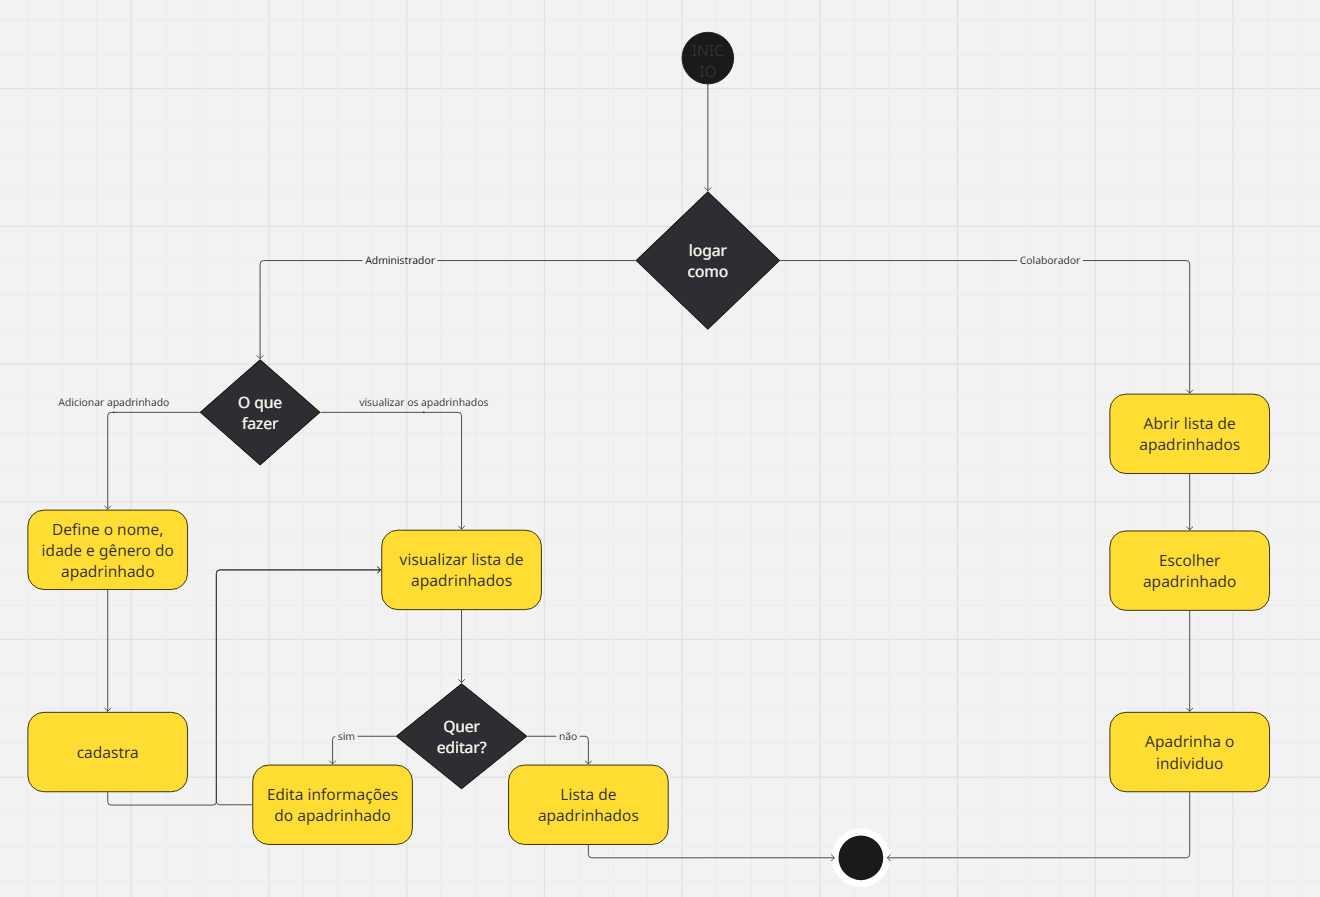 INIC
IO
logar
como
Administrador
Colaborador
O que
fazer
Adicionar apadrinhado
visualizar os apadrinhados
Abrir lista de
apadrinhados
Define o nome,
idade e gênero do
apadrinhado
visualizar lista de
apadrinhados
Escolher
apadrinhado
Quer
editar?
sim
não
cadastra
Edita informações
do apadrinhado
Lista de
apadrinhados
Apadrinha o
individuo